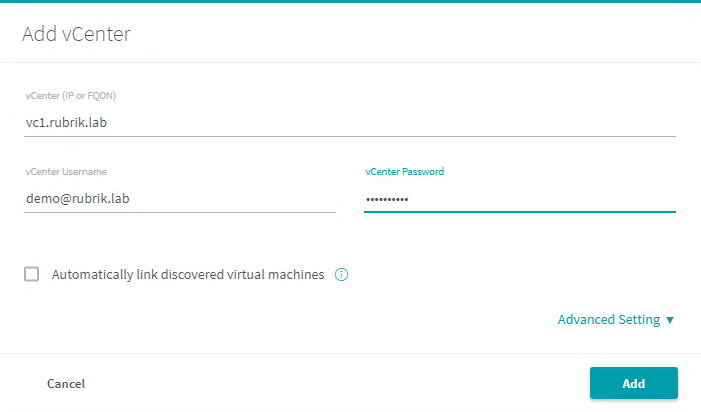 Add vCenter
vCenter (IP or FQDN)
vc1.rubrik.lab
vCenter Username
vCenter Password
demo@rubrik.lab
••••••••••
Automatically link discovered virtual machines
Advanced Setting ▼
Cancel
Add